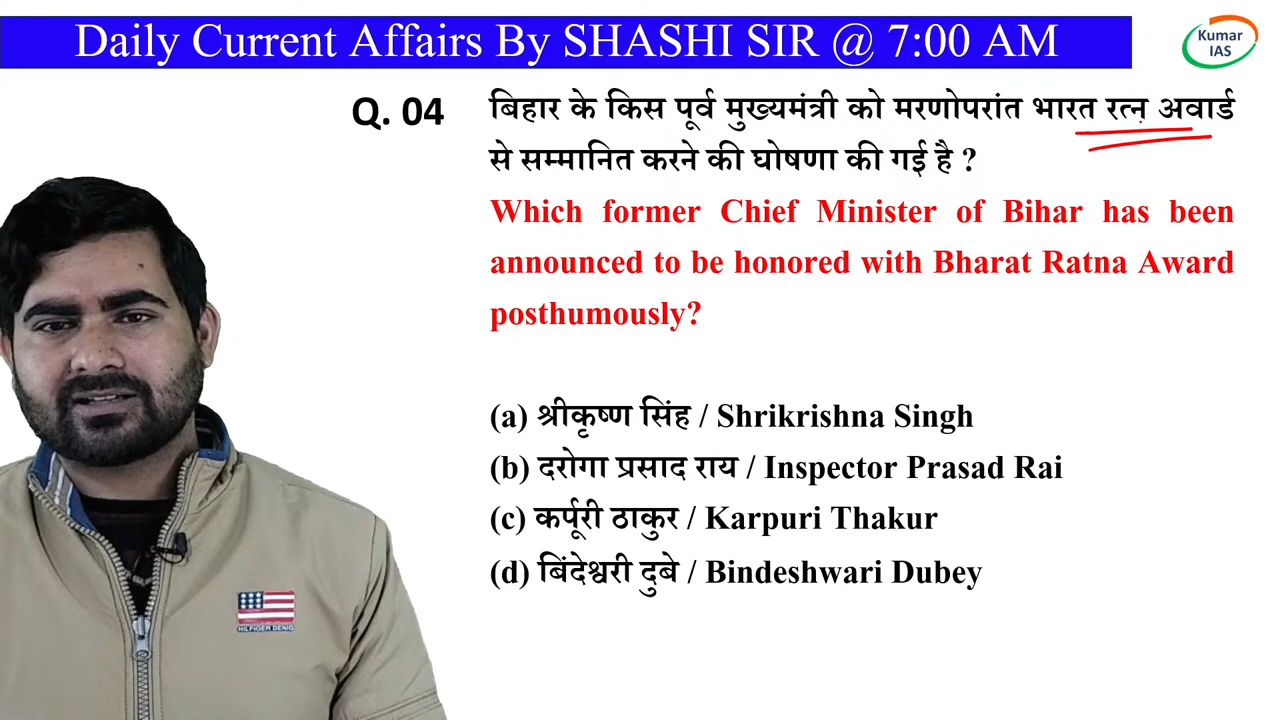 Daily Current Affairs By SHASHI SIR @ 7:00 AM
Kumar
IAS
Q. 04
बिहार के किस पूर्व मुख्यमंत्री को मरणोपरांत भारत रत्न अवार्ड
से सम्मानित करने की घोषणा की गई है ?
Which former Chief Minister of Bihar has been
announced to be honored with Bharat Ratna Award
posthumously?
(a) श्रीकृष्ण सिंह / Shrikrishna Singh
(b) दरोगा प्रसाद राय / Inspector Prasad Rai
(c) कर्पूरी ठाकुर / Karpuri Thakur
(d) बिंदेश्वरी दुबे / Bindeshwari Dubey
HILFIGER DENIG